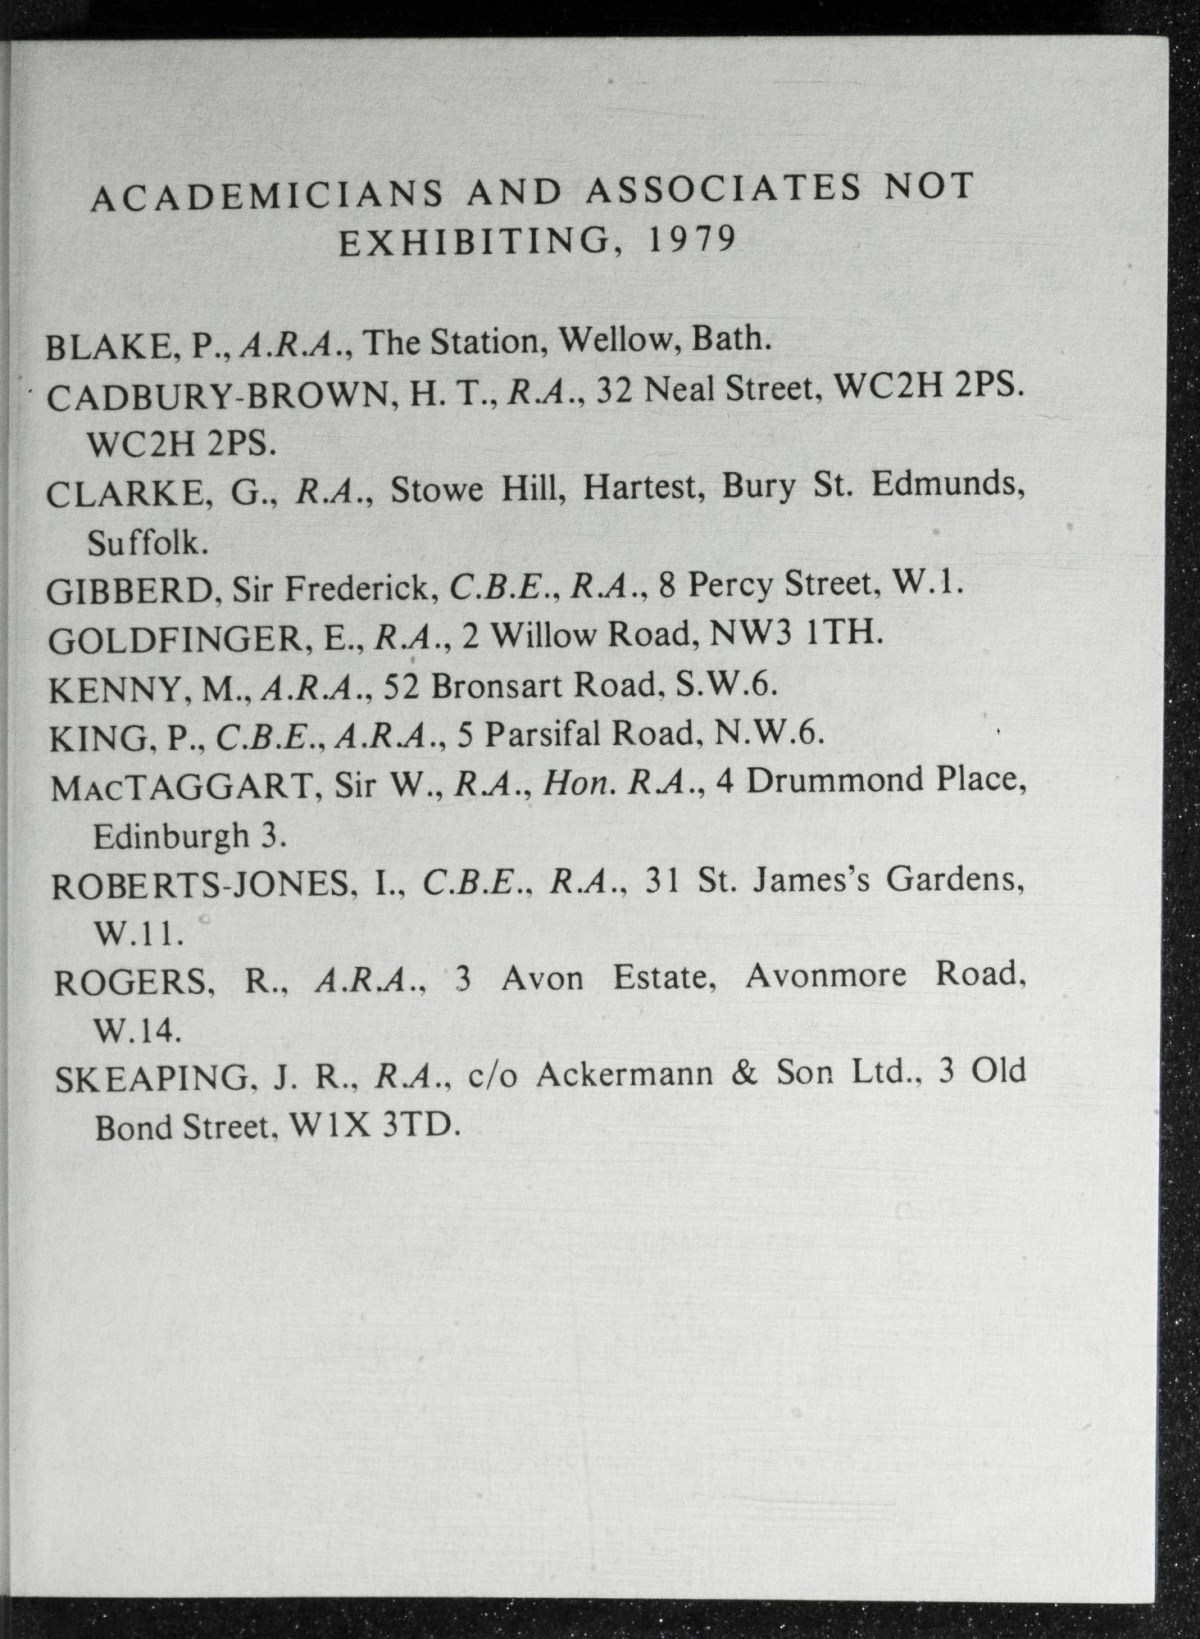 ACADEMICIANS AND ASSOCIATES NOT
EXHIBITING, 1979
BLAKE, P., A.R.A., The Station, Wellow, Bath.
CADBURY-BROWN, H. T., R.A., 32 Neal Street, WC2H 2PS.
WC2H 2PS.
CLARKE, G., R.A., Stowe Hill, Hartest, Bury St. Edmunds,
Suffolk.
GIBBERD, Sir Frederick, C.B.E., R.A., 8 Percy Street, W.1.
GOLDFINGER, E., R.A., 2 Willow Road, NW3 1TH.
KENNY, M., A.R.A., 52 Bronsart Road, S.W.6.
KING, P., C.B.E., A.R.A., 5 Parsifal Road, N.W.6.
MACTAGGART, Sir W., R.A., Hon. R.A., 4 Drummond Place,
Edinburgh 3.
ROBERTS-JONES, I., C.B.E., R.A., 31 St. James's Gardens,
W.11.
ROGERS, R., A.R.A., 3 Avon Estate, Avonmore Road,
W.14.
SKEAPING, J. R., R.A., c/o Ackermann & Son Ltd., 3 Old
Bond Street, W1X 3TD.